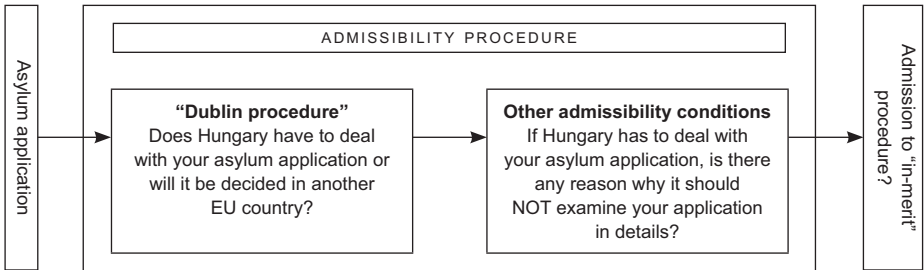 Asylum application
ADMISSIBILITY PROCEDURE
“Dublin procedure”
Does Hungary have to deal
with your asylum application or
will it be decided in another
EU country?
Other admissibility conditions
If Hungary has to deal with
your asylum application, is there
any reason why it should
NOT examine your application
in details?
Admission to “in-merit”
procedure?